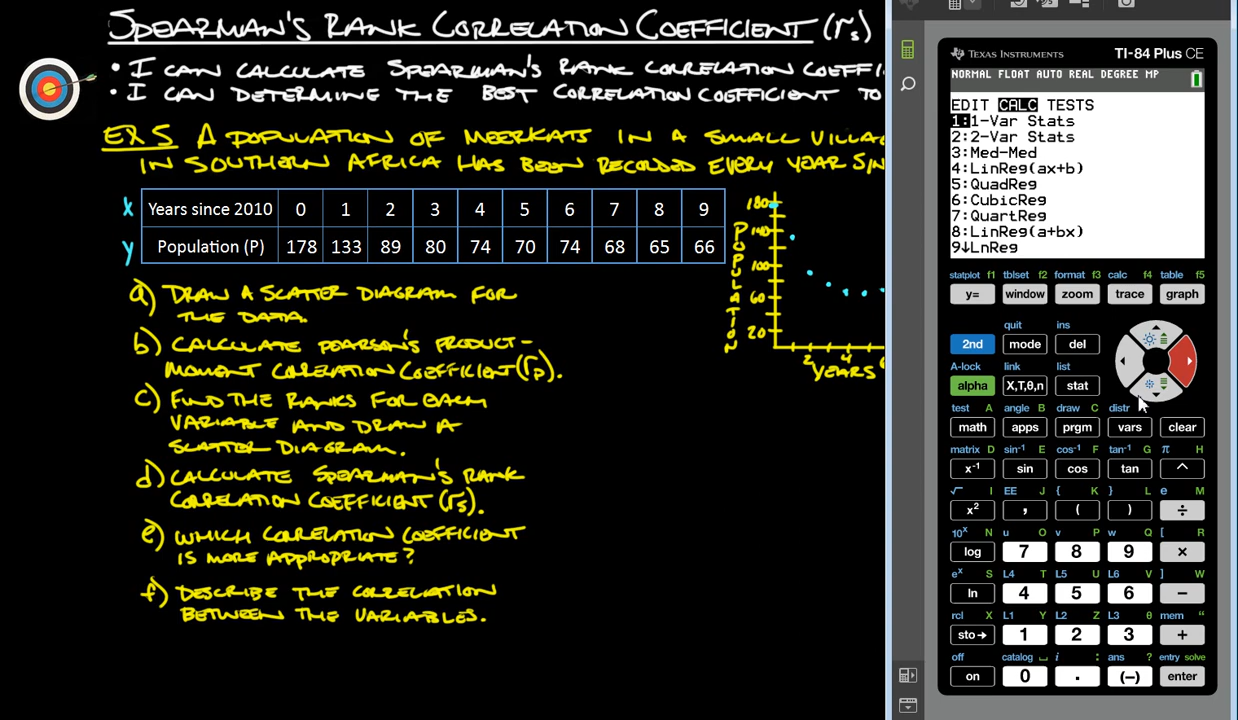 SPEARMAN'S RANK CORRELATION COEFFICIENT (rs)
• I CAN CALCULATE SPEARMAN'S RANK CORRELATION COEFFI
• I CAN DETERMINE THE BEST CORRELATION COEFFICIENT TO
EX 5 A POPULATION OF MEERKATS IN A SMALL VILLAG
IN SOUTHERN AFRICA HAS BEEN RECORDED EVERY YEAR SIN
x Years since 2010 0 1 2 3 4 5 6 7 8 9
y Population (P) 178 133 89 80 74 70 74 68 65 66
a) DRAW A SCATTER DIAGRAM FOR
THE DATA.
b) CALCULATE PEARSON'S PRODUCT-
MOMENT CORRELATION COEFFICIENT (rp).
c) FIND THE RANKS FOR EACH
VARIABLE AND DRAW A
SCATTER DIAGRAM.
d) CALCULATE SPEARMAN'S RANK
CORRELATION COEFFICIENT (rs).
e) WHICH CORRELATION COEFFICIENT
IS MORE APPROPRIATE?
f) DESCRIBE THE CORRELATION
BETWEEN THE VARIABLES.
POPULATION
180
140
100
60
20
2 4 6
YEARS
TEXAS INSTRUMENTS TI-84 Plus CE
NORMAL FLOAT AUTO REAL DEGREE MP
EDIT CALC TESTS
1:1-Var Stats
2:2-Var Stats
3:Med-Med
4:LinReg(ax+b)
5:QuadReg
6:CubicReg
7:QuartReg
8:LinReg(a+bx)
9↓LnReg
statplot f1 tblset f2 format f3 calc f4 table f5
y= window zoom trace graph
quit ins
2nd mode del
A-lock link list
alpha X,T,θ,n stat
test A angle B draw C distr
math apps prgm vars clear
matrix D sin⁻¹ E cos⁻¹ F tan⁻¹ G π H
x⁻¹ sin cos tan ^
√ I EE J { K } L e M
x² , ( ) ÷
10ˣ N u O v P w Q [ R
log 7 8 9 ×
eˣ S L4 T L5 U L6 V ] W
ln 4 5 6 −
rcl X L1 Y L2 Z L3 θ mem "
sto→ 1 2 3 +
off catalog ⎵ i : ans ? entry solve
on 0 . (−) enter